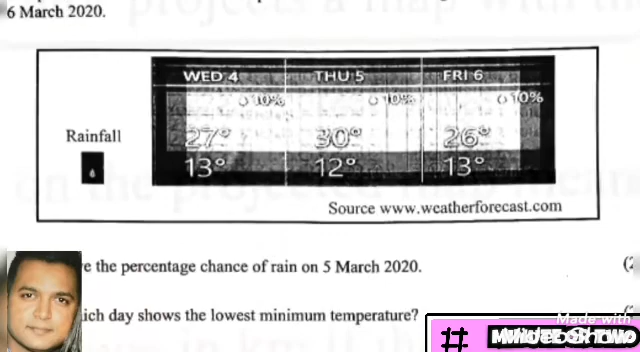 6 March 2020.
WED 4 THU 5 FRI 6
10% 10% 10%
Rainfall 27° 30° 26°
13° 12° 13°
Source www.weatherforecast.com
the percentage chance of rain on 5 March 2020.
day shows the lowest minimum temperature?
Made with
#